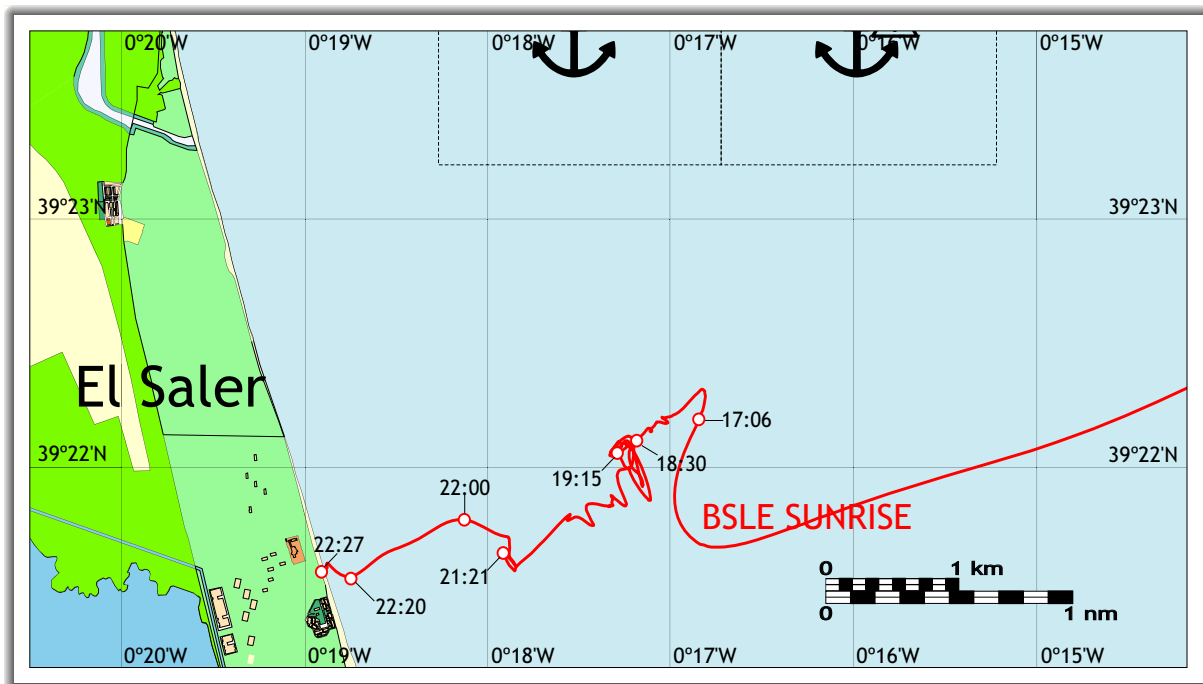 0°20'W 0°19'W 0°18'W 0°17'W 0°16'W 0°15'W
39°23'N 39°23'N
El Saler
17:06
39°22'N 39°22'N
18:30
19:15
22:00
BSLE SUNRISE
22:27
21:21
0 1 km
22:20
0 1 nm
0°20'W 0°19'W 0°18'W 0°17'W 0°16'W 0°15'W